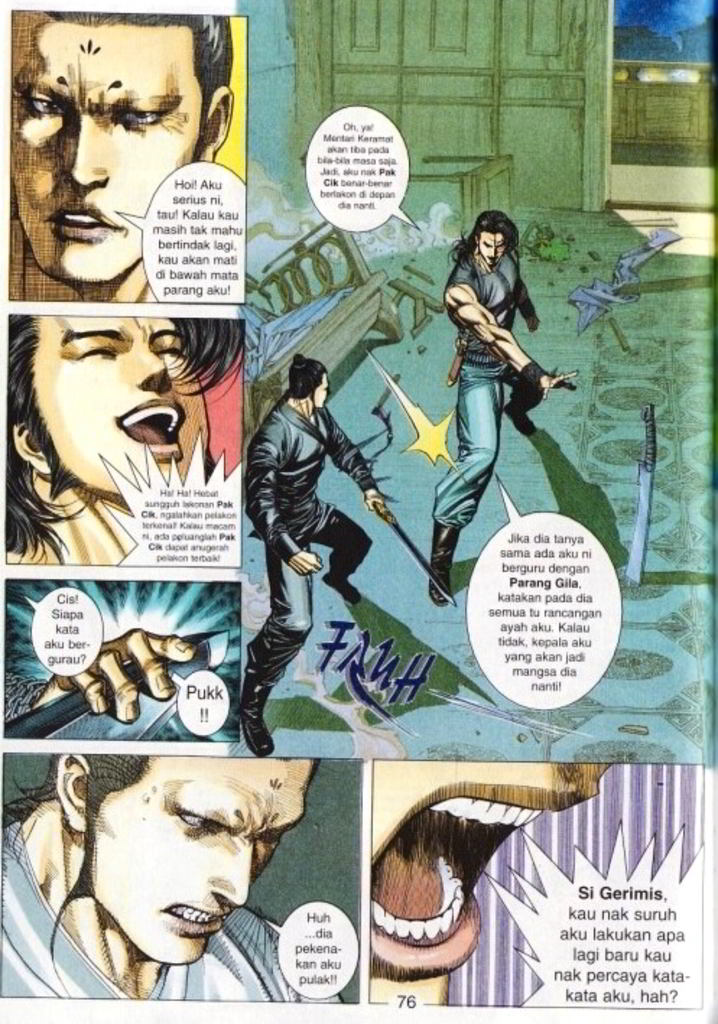 Hoi! Aku
serius ni,
tau! Kalau kau
masih tak mahu
bertindak lagi,
kau akan mati
di bawah mata
parang aku!
Oh, ya!
Mentari Keramat
akan tiba pada
bila-bila masa saja.
Jadi, aku nak Pak
Cik benar-benar
berlakon di depan
dia nanti.
Ha! Ha! Hebat
sungguh lakonan Pak
Cik, ngalahkan pelakon
terkenal! Kalau macam
ni, ada peluanglah Pak
Cik dapat anugerah
pelakon terbaik!
Jika dia tanya
sama ada aku ni
berguru dengan
Parang Gila,
katakan pada dia
semua tu rancangan
ayah aku. Kalau
tidak, kepala aku
yang akan jadi
mangsa dia
nanti!
Cis!
Siapa
kata
aku ber-
gurau?
Pukk
!!
Huh
...dia
pekena-
kan aku
pulak!!
Si Gerimis,
kau nak suruh
aku lakukan apa
lagi baru kau
nak percaya kata-
kata aku, hah?
76